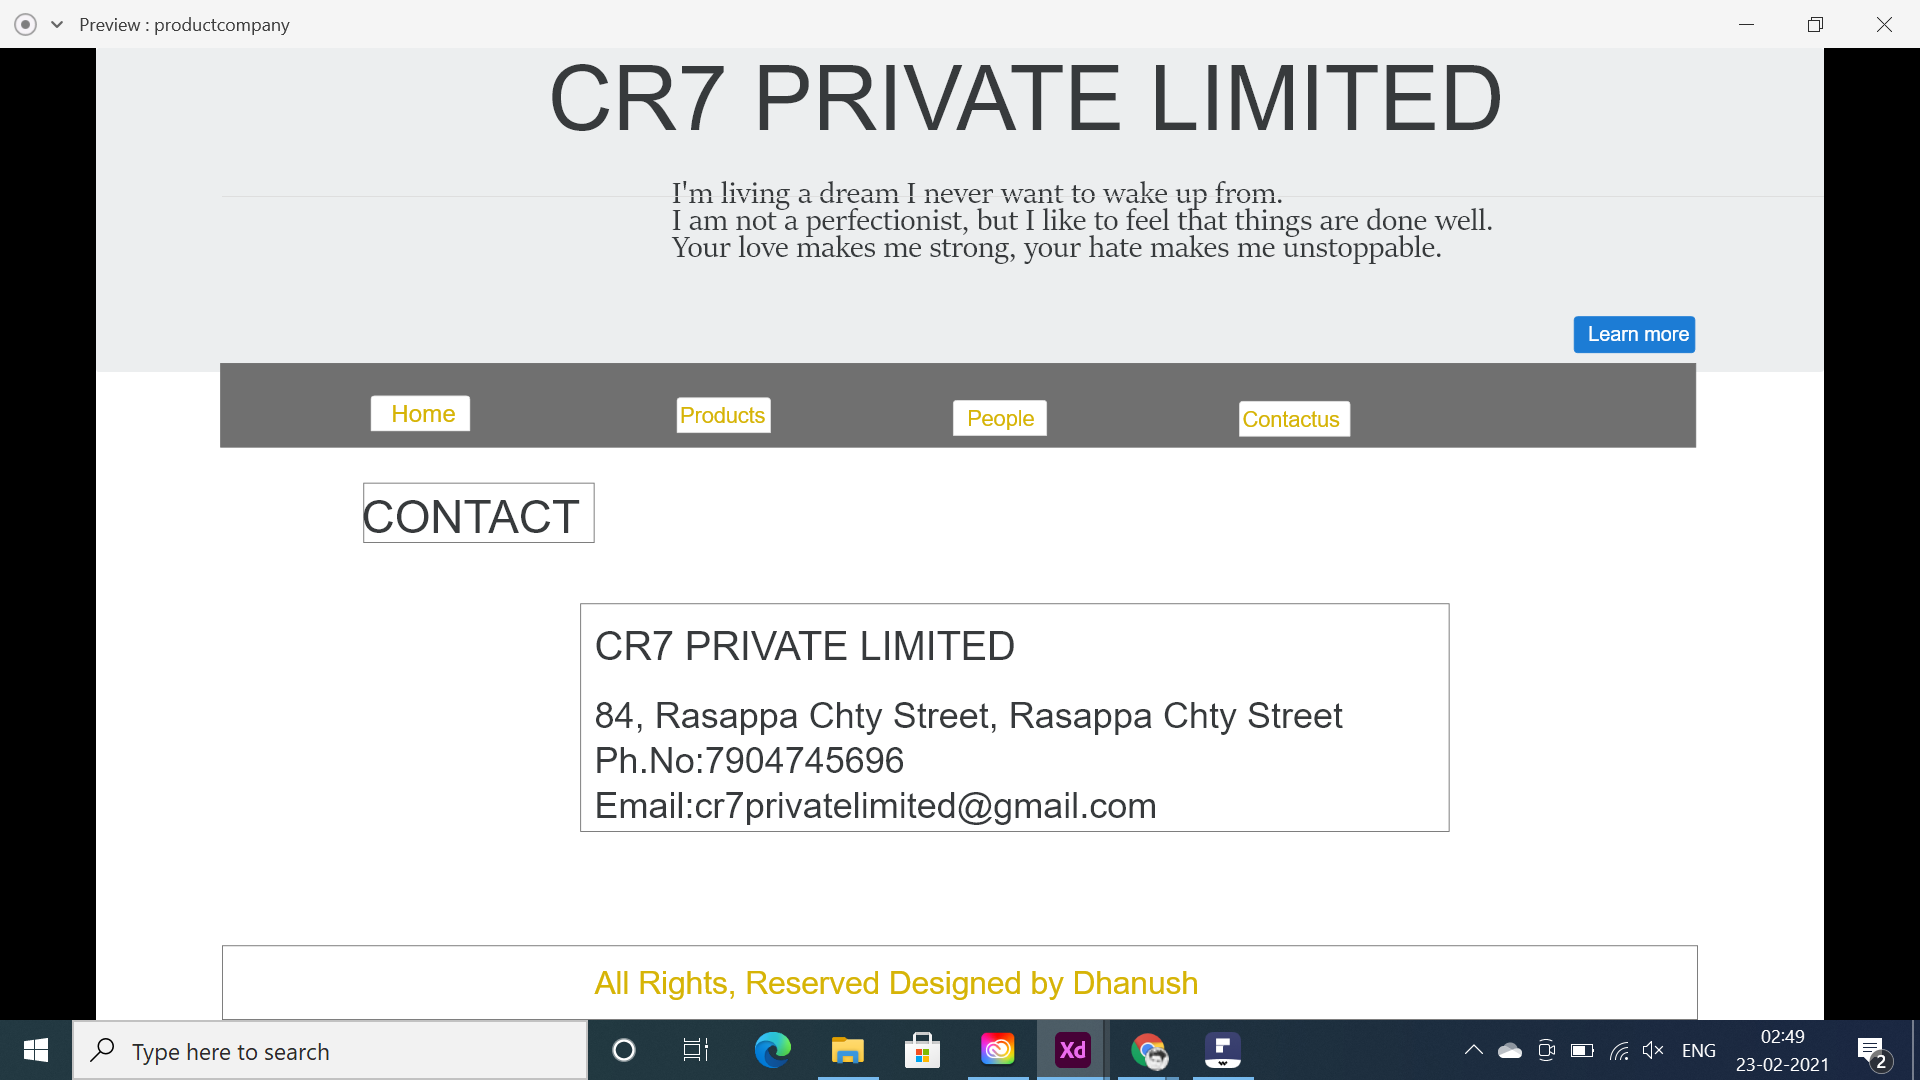 Preview : productcompany
CR7 PRIVATE LIMITED
I'm living a dream I never want to wake up from.
I am not a perfectionist, but I like to feel that things are done well.
Your love makes me strong, your hate makes me unstoppable.
Learn more
Home
Products
People
Contactus
CONTACT
CR7 PRIVATE LIMITED
84, Rasappa Chty Street, Rasappa Chty Street
Ph.No:7904745696
Email:cr7privatelimited@gmail.com
All Rights, Reserved Designed by Dhanush
Type here to search
Xd
ENG
02:49
23-02-2021
2